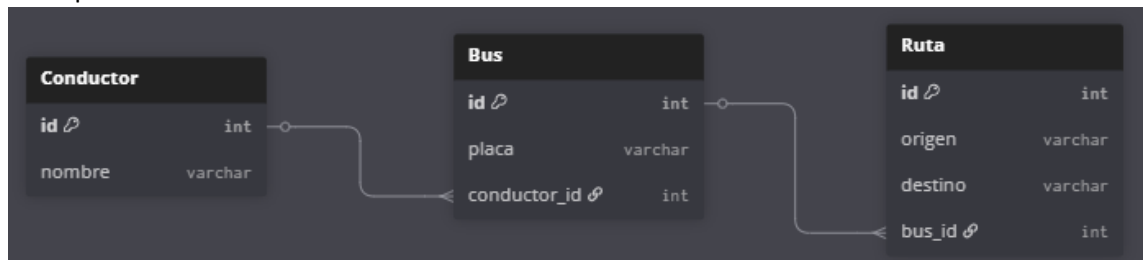 Conductor
id int
nombre varchar
Bus
id int
placa varchar
conductor_id int
Ruta
id int
origen varchar
destino varchar
bus_id int